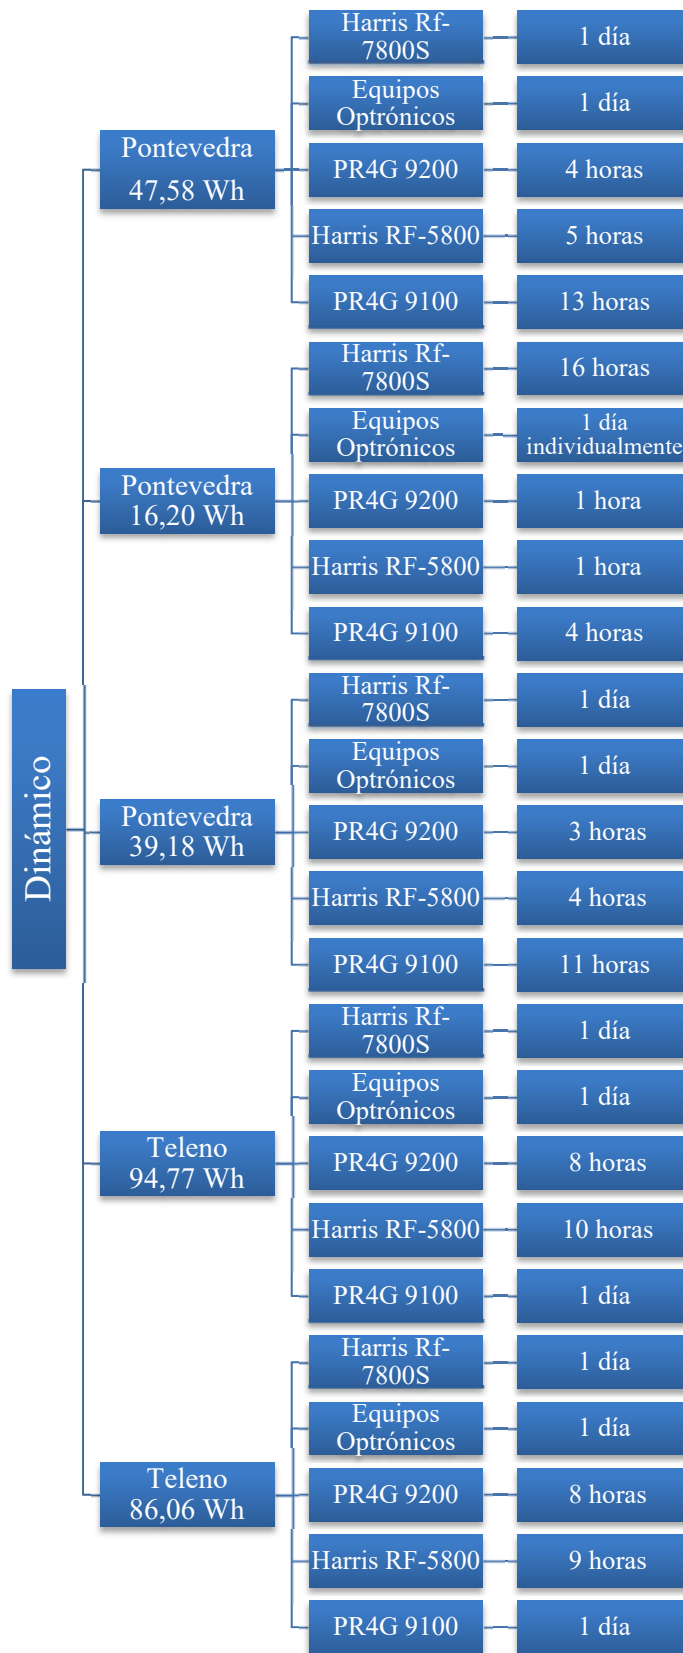 Dinámico
Pontevedra
47,58 Wh
Harris Rf-
7800S
1 día
Equipos
Optrónicos
1 día
PR4G 9200
4 horas
Harris RF-5800
5 horas
PR4G 9100
13 horas
Pontevedra
16,20 Wh
Harris Rf-
7800S
16 horas
Equipos
Optrónicos
1 día
individualmente
PR4G 9200
1 hora
Harris RF-5800
1 hora
PR4G 9100
4 horas
Pontevedra
39,18 Wh
Harris Rf-
7800S
1 día
Equipos
Optrónicos
1 día
PR4G 9200
3 horas
Harris RF-5800
4 horas
PR4G 9100
11 horas
Teleno
94,77 Wh
Harris Rf-
7800S
1 día
Equipos
Optrónicos
1 día
PR4G 9200
8 horas
Harris RF-5800
10 horas
PR4G 9100
1 día
Teleno
86,06 Wh
Harris Rf-
7800S
1 día
Equipos
Optrónicos
1 día
PR4G 9200
8 horas
Harris RF-5800
9 horas
PR4G 9100
1 día